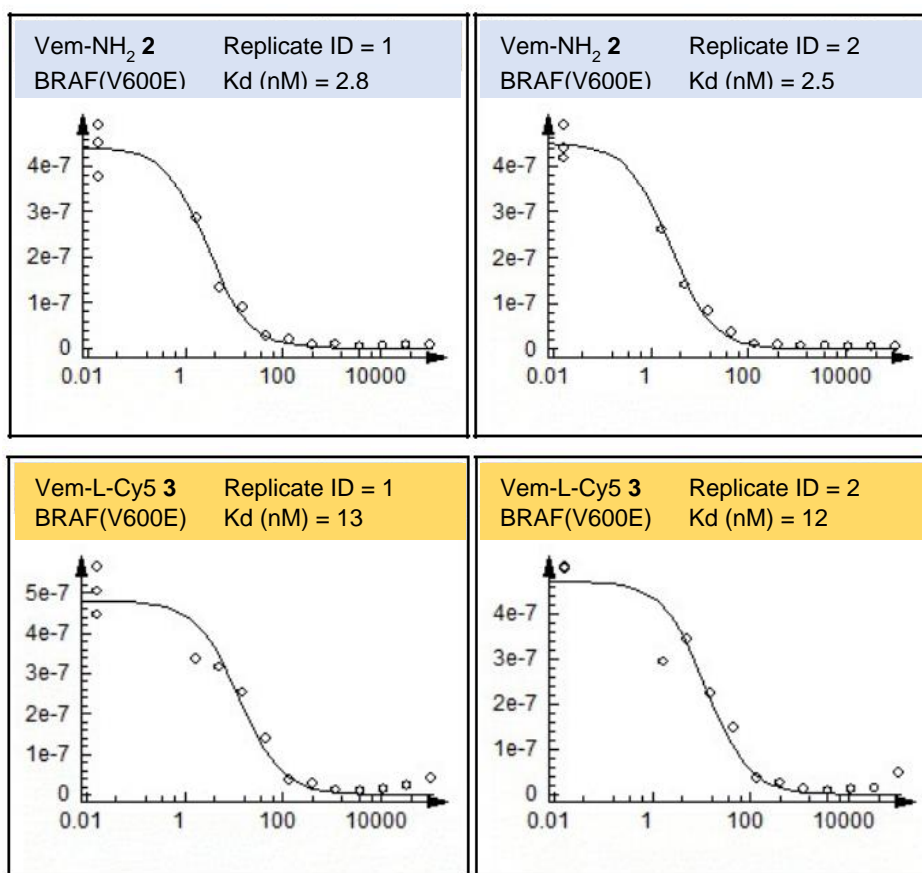 Vem-NH₂ 2 Replicate ID = 1
BRAF(V600E) Kd (nM) = 2.8
4e-7
3e-7
2e-7
1e-7
0
0.01 1 100 10000
Vem-NH₂ 2 Replicate ID = 2
BRAF(V600E) Kd (nM) = 2.5
4e-7
3e-7
2e-7
1e-7
0
0.01 1 100 10000
Vem-L-Cy5 3 Replicate ID = 1
BRAF(V600E) Kd (nM) = 13
5e-7
4e-7
3e-7
2e-7
1e-7
0
0.01 1 100 10000
Vem-L-Cy5 3 Replicate ID = 2
BRAF(V600E) Kd (nM) = 12
4e-7
3e-7
2e-7
1e-7
0
0.01 1 100 10000